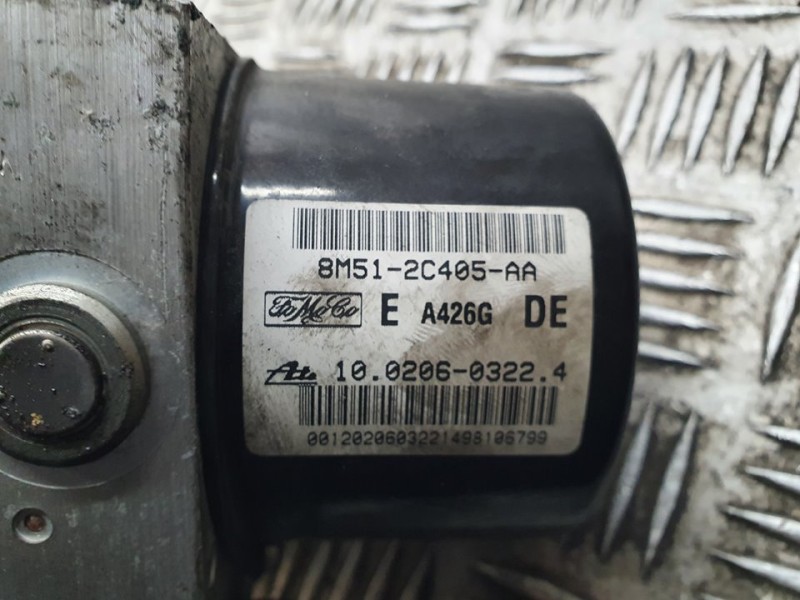 8M51-2C405-AA
FoMoCo E A426G DE
Ate 10.0206-0322.4
0012020603221498106799